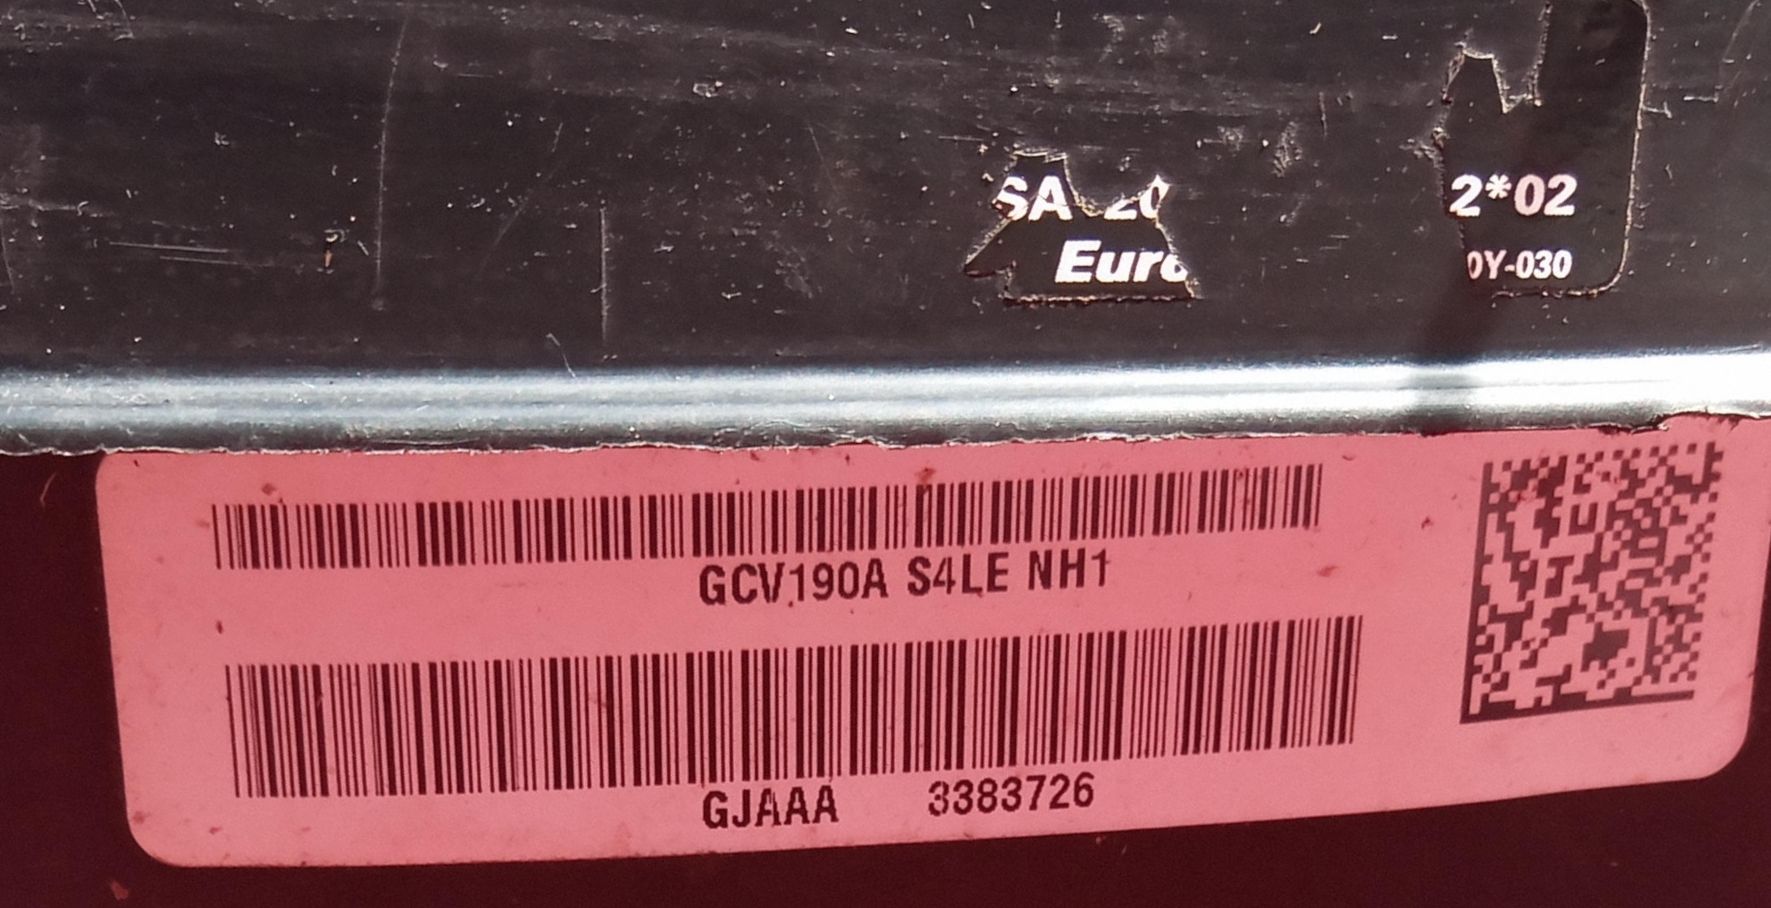 SA 20 2*02
Euro 0Y-030
GCV190A S4LE NH1
GJAAA 3383726